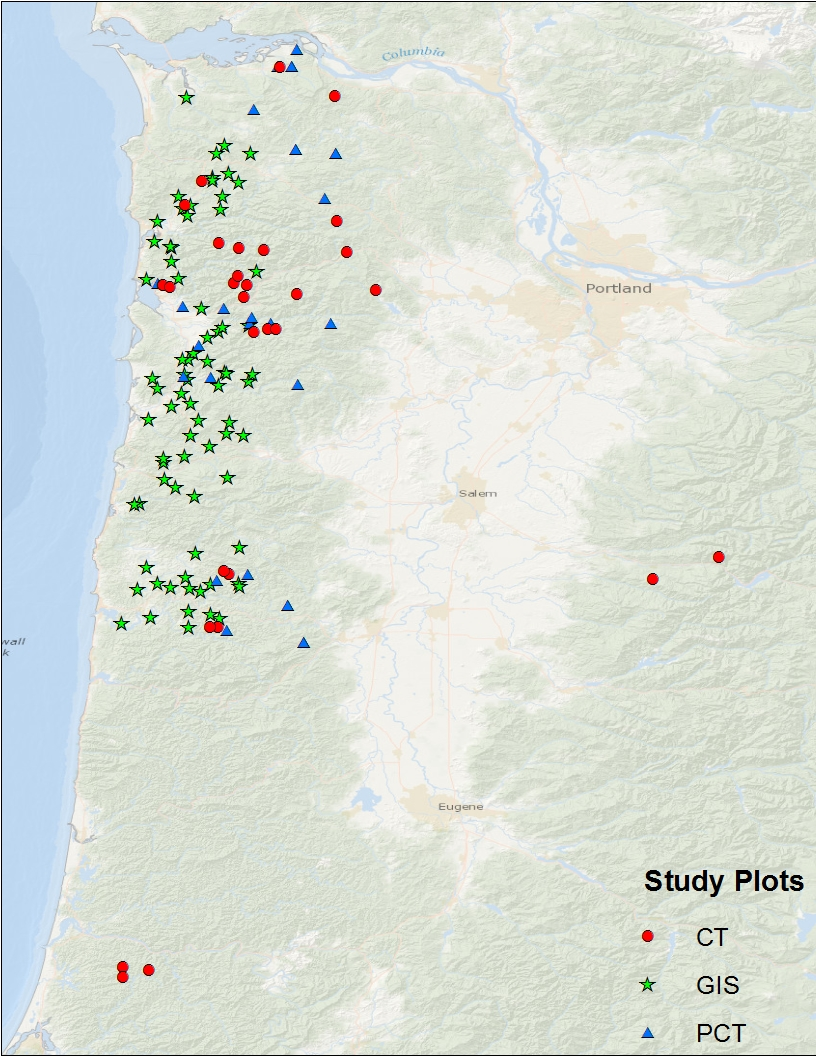 Columbia
Portland
Salem
wall
k
Eugene
Study Plots
CT
GIS
PCT